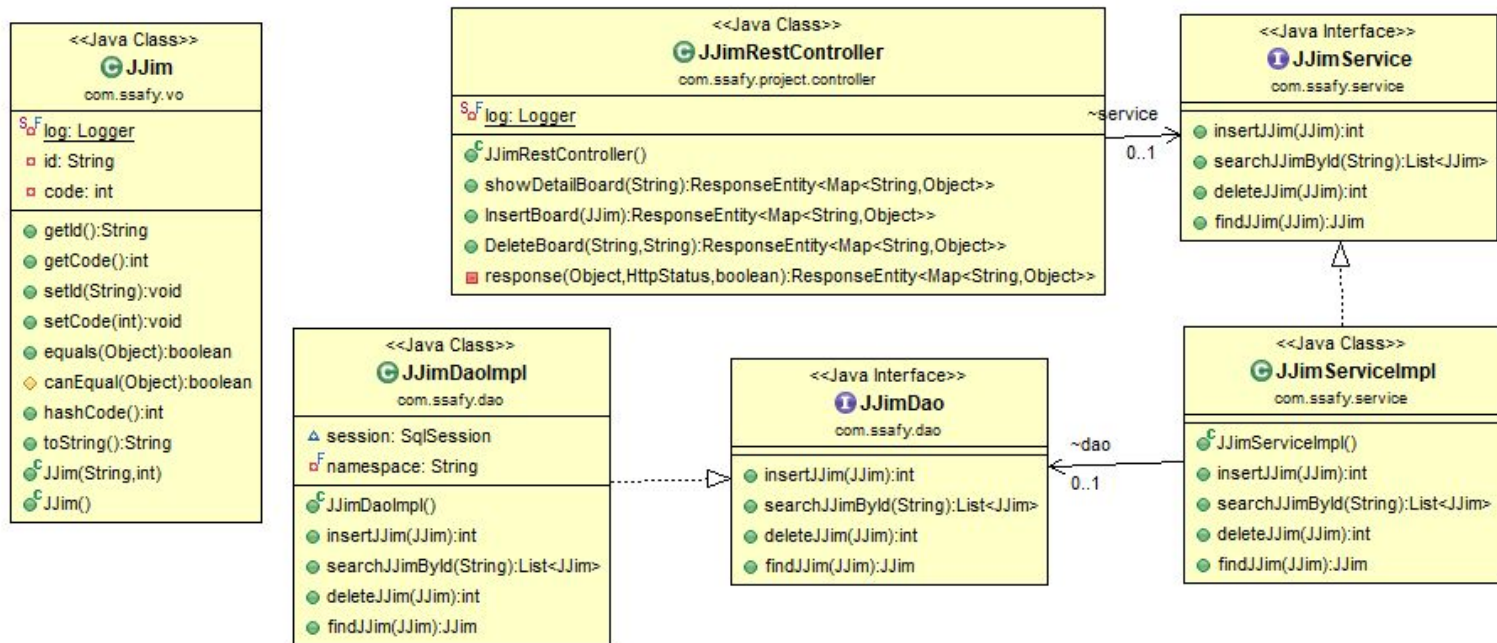 <<Java Class>>
JJim
com.ssafy.vo
log: Logger
id: String
code: int
getId():String
getCode():int
setId(String):void
setCode(int):void
equals(Object):boolean
canEqual(Object):boolean
hashCode():int
toString():String
JJim(String,int)
JJim()
<<Java Class>>
JJimRestController
com.ssafy.project.controller
log: Logger
JJimRestController()
showDetailBoard(String):ResponseEntity<Map<String,Object>>
InsertBoard(JJim):ResponseEntity<Map<String,Object>>
DeleteBoard(String,String):ResponseEntity<Map<String,Object>>
response(Object,HttpStatus,boolean):ResponseEntity<Map<String,Object>>
~service
0..1
<<Java Interface>>
JJimService
com.ssafy.service
insertJJim(JJim):int
searchJJimById(String):List<JJim>
deleteJJim(JJim):int
findJJim(JJim):JJim
<<Java Class>>
JJimDaoImpl
com.ssafy.dao
session: SqlSession
namespace: String
JJimDaoImpl()
insertJJim(JJim):int
searchJJimById(String):List<JJim>
deleteJJim(JJim):int
findJJim(JJim):JJim
<<Java Interface>>
JJimDao
com.ssafy.dao
insertJJim(JJim):int
searchJJimById(String):List<JJim>
deleteJJim(JJim):int
findJJim(JJim):JJim
~dao
0..1
<<Java Class>>
JJimServiceImpl
com.ssafy.service
JJimServiceImpl()
insertJJim(JJim):int
searchJJimById(String):List<JJim>
deleteJJim(JJim):int
findJJim(JJim):JJim